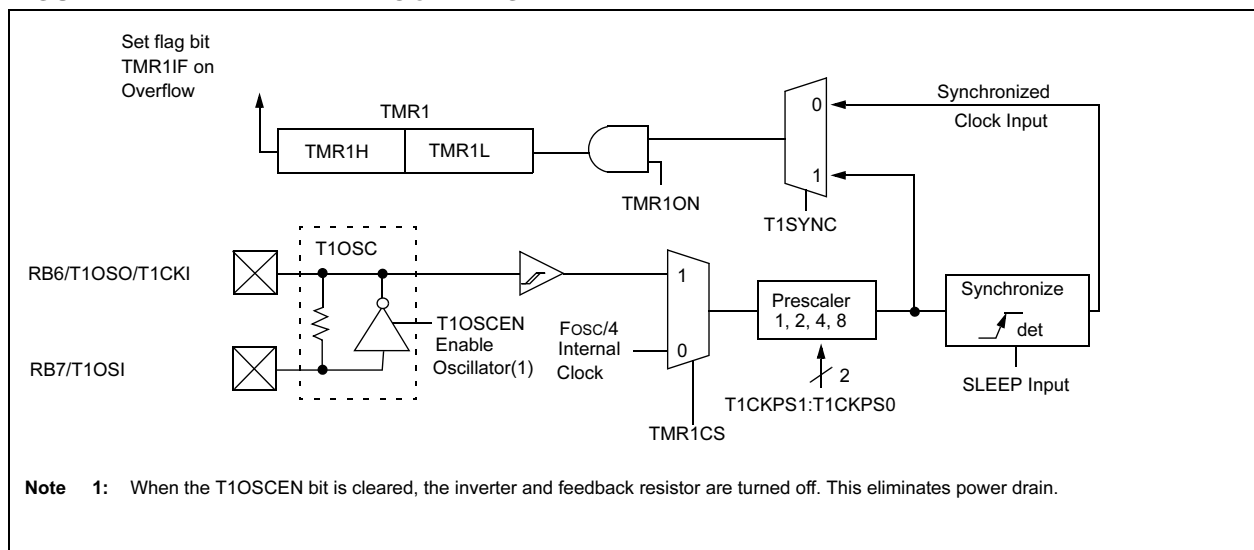 Set flag bit
TMR1IF on
Overflow
TMR1
TMR1H
TMR1L
TMR1ON
0
1
T1SYNC
Synchronized
Clock Input
RB6/T1OSO/T1CKI
T1OSC
RB7/T1OSI
T1OSCEN
Enable
Oscillator(1)
FOSC/4
Internal
Clock
1
0
TMR1CS
Prescaler
1, 2, 4, 8
2
T1CKPS1:T1CKPS0
Synchronize
det
SLEEP Input
Note 1: When the T1OSCEN bit is cleared, the inverter and feedback resistor are turned off. This eliminates power drain.